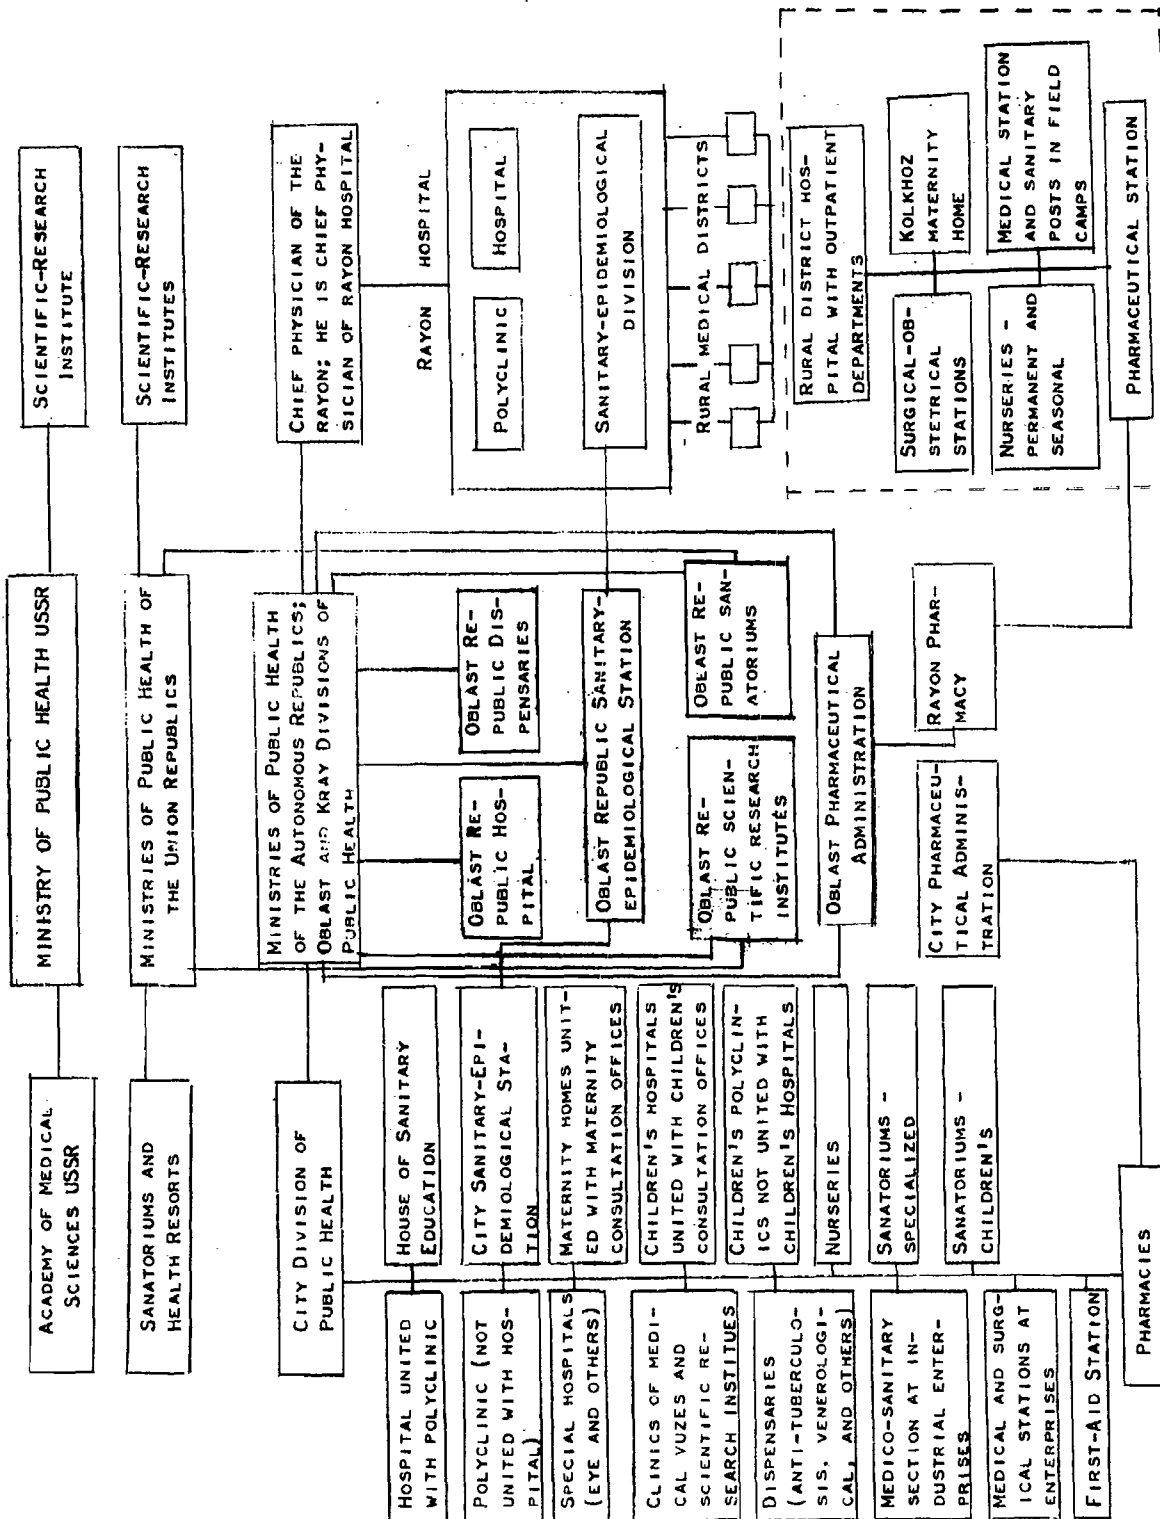 ACADEMY OF MEDICAL
SCIENCES USSR
MINISTRY OF PUBLIC HEALTH USSR
SCIENTIFIC-RESEARCH
INSTITUTE
SANATORIUMS AND
HEALTH RESORTS
MINISTRIES OF PUBLIC HEALTH OF
THE UNION REPUBLICS
SCIENTIFIC-RESEARCH
INSTITUTES
CITY DIVISION OF
PUBLIC HEALTH
MINISTRIES OF PUBLIC HEALTH
OF THE AUTONOMOUS REPUBLICS;
OBLAST AND KRAY DIVISIONS OF
PUBLIC HEALTH
CHIEF PHYSICIAN OF THE
RAYON; HE IS CHIEF PHY-
SICIAN OF RAYON HOSPITAL
HOSPITAL UNITED
WITH POLYCLINIC
HOUSE OF SANITARY
EDUCATION
POLYCLINIC (NOT
UNITED WITH HOS-
PITAL)
CITY SANITARY-EPI-
DEMIOLOGICAL STA-
TION
SPECIAL HOSPITALS
(EYE AND OTHERS)
MATERNITY HOMES UNIT-
ED WITH MATERNITY
CONSULTATION OFFICES
CLINICS OF MEDI-
CAL VUZES AND
SCIENTIFIC RE-
SEARCH INSTITUES
CHILDREN'S HOSPITALS
UNITED WITH CHILDREN'S
CONSULTATION OFFICES
DISPENSARIES
(ANTI-TUBERCULO-
SIS, VENEROLOGI-
CAL, AND OTHERS)
CHILDREN'S POLYCLIN-
ICS NOT UNITED WITH
CHILDREN'S HOSPITALS
NURSERIES
MEDICO-SANITARY
SECTION AT IN-
DUSTRIAL ENTER-
PRISES
SANATORIUMS -
SPECIALIZED
MEDICAL AND SURG-
ICAL STATIONS AT
ENTERPRISES
SANATORIUMS -
CHILDREN'S
FIRST-AID STATION
PHARMACIES
OBLAST RE-
PUBLIC HOS-
PITAL
OBLAST RE-
PUBLIC DIS-
PENSARIES
OBLAST REPUBLIC SANITARY-
EPIDEMIOLOGICAL STATION
OBLAST RE-
PUBLIC SCIEN-
TIFIC RESEARCH
INSTITUTES
OBLAST RE-
PUBLIC SAN-
ATORIUMS
OBLAST PHARMACEUTICAL
ADMINISTRATION
CITY PHARMACEU-
TICAL ADMINIS-
TRATION
RAYON PHAR-
MACY
RAYON HOSPITAL
POLYCLINIC
HOSPITAL
SANITARY-EPIDEMIOLOGICAL
DIVISION
RURAL MEDICAL DISTRICTS
RURAL DISTRICT HOS-
PITAL WITH OUTPATIENT
DEPARTMENTS
SURGICAL-OB-
STETRICAL
STATIONS
KOLKHOZ
MATERNITY
HOME
NURSERIES -
PERMANENT AND
SEASONAL
MEDICAL STATION
AND SANITARY
POSTS IN FIELD
CAMPS
PHARMACEUTICAL STATION